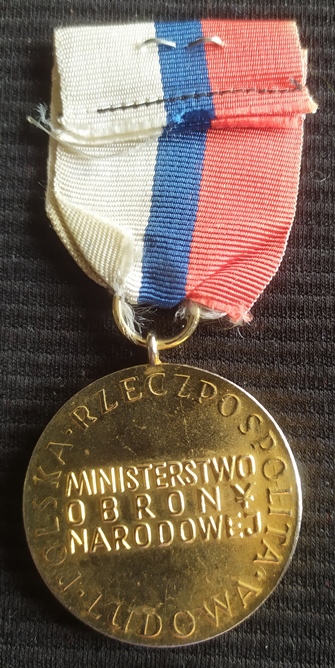 POLSKA · RZECZPOSPOLITA · LUDOWA ·
MINISTERSTWO
OBRONY
NARODOWEJ